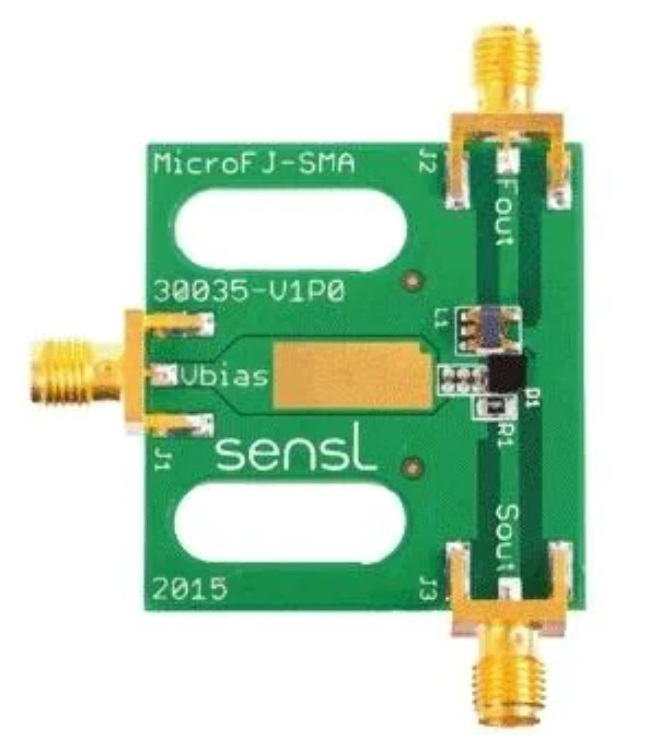 MicroFJ-SMA
J2
Fout
30035-V1P0
L1
Vbias
D1
R1
J1
sensL
Sout
2015
J3